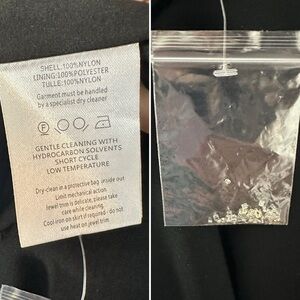 SHELL:100%NYLON
LINING:100%POLYESTER
TULLE:100%NYLON
Garment must be handled
by a specialist dry cleaner
F
GENTLE CLEANING WITH
HYDROCARBON SOLVENTS
SHORT CYCLE
LOW TEMPERATURE
Dry-clean in a protective bag inside out
Limit mechanical action
Jewel trim is delicate, please take
care while cleaning.
Cool iron on skirt if required - do not
use heat on jewel trim